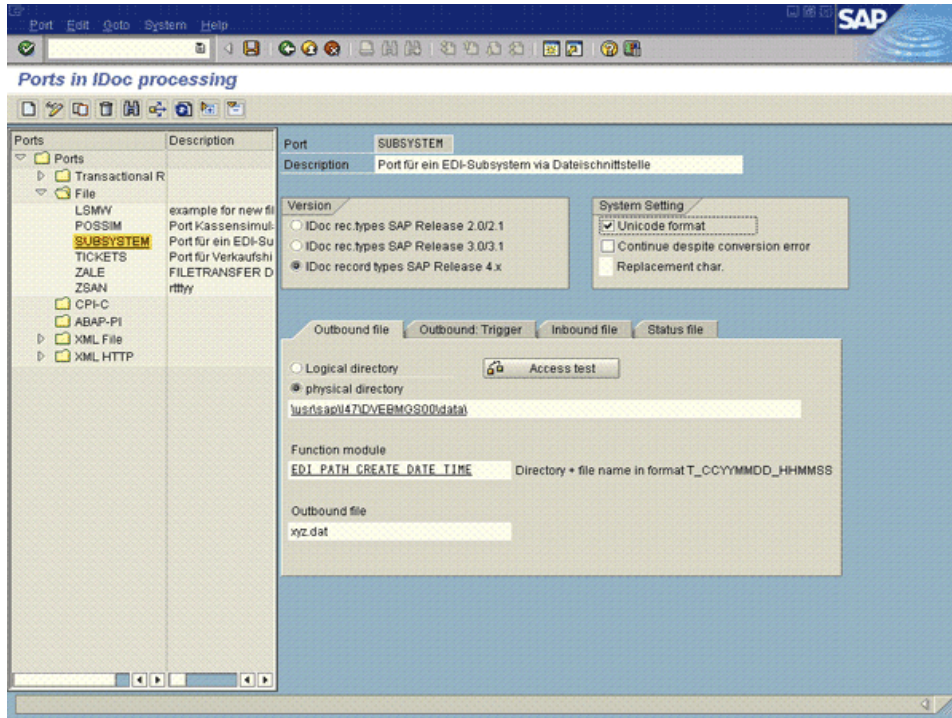 Port Edit Goto System Help
SAP
Ports in IDoc processing
Ports Description
Ports
Transactional R
File
LSMW example for new fil
POSSIM Port Kassensimul
SUBSYSTEM Port für ein EDI-Su
TICKETS Port für Verkaufshi
ZALE FILETRANSFER D
ZSAN rtttyy
CPI-C
ABAP-PI
XML File
XML HTTP
Port SUBSYSTEM
Description Port für ein EDI-Subsystem via Dateischnittstelle
Version
IDoc rec.types SAP Release 2.0/2.1
IDoc rec.types SAP Release 3.0/3.1
IDoc record types SAP Release 4.x
System Setting
Unicode format
Continue despite conversion error
Replacement char.
Outbound file Outbound: Trigger Inbound file Status file
Logical directory Access test
physical directory
\usr\sap\I47\DVEBMGS00\data\
Function module
EDI_PATH_CREATE_DATE_TIME Directory + file name in format T_CCYYMMDD_HHMMSS
Outbound file
xyz.dat